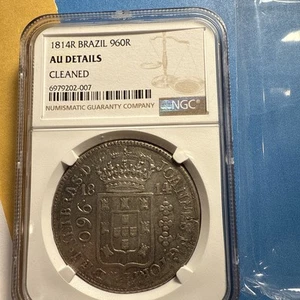 1814R BRAZIL 960R
AU DETAILS
CLEANED
6979202-007
NUMISMATIC GUARANTY COMPANY
NGC
18 14
960